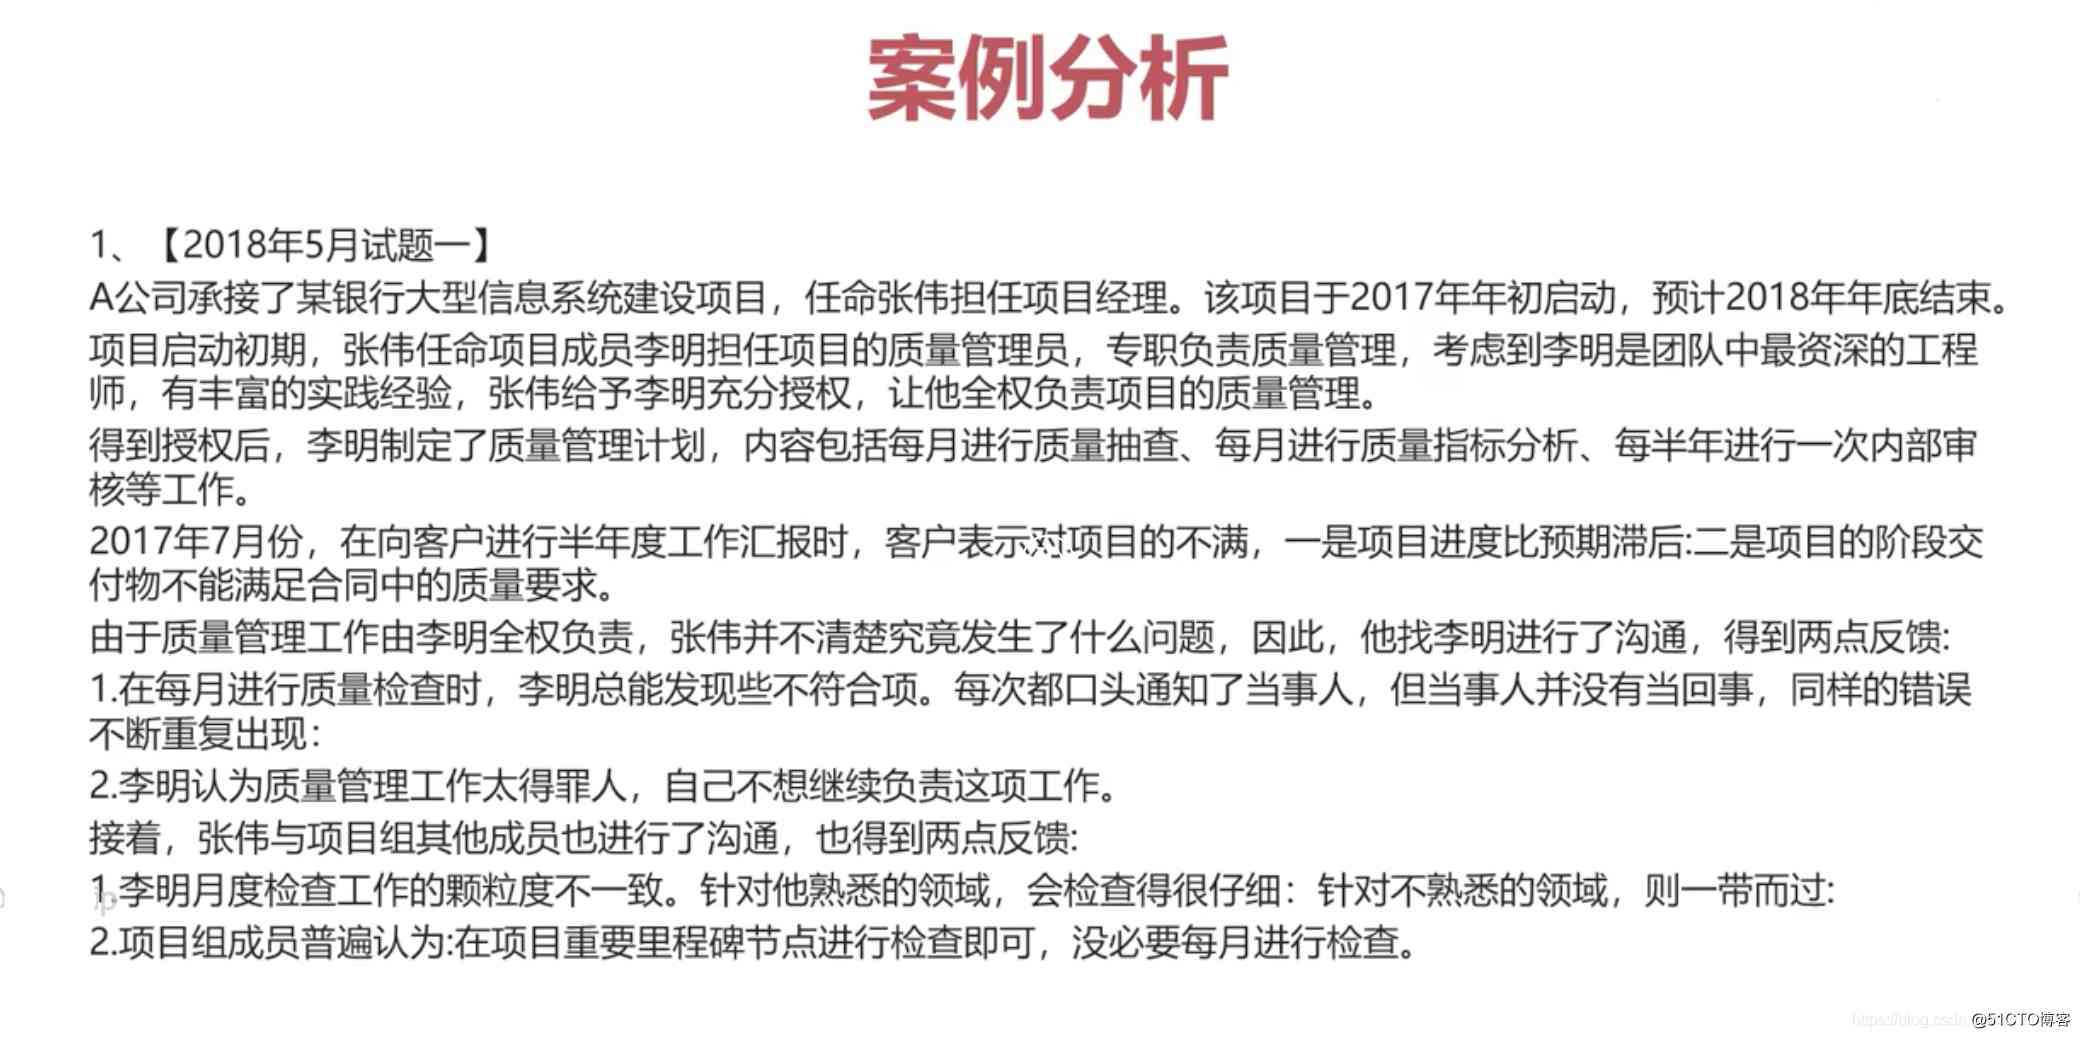 案例分析
1、【2018年5月试题一】
A公司承接了某银行大型信息系统建设项目，任命张伟担任项目经理。该项目于2017年年初启动，预计2018年年底结束。
项目启动初期，张伟任命项目成员李明担任项目的质量管理员，专职负责质量管理，考虑到李明是团队中最资深的工程
师，有丰富的实践经验，张伟给予李明充分授权，让他全权负责项目的质量管理。
得到授权后，李明制定了质量管理计划，内容包括每月进行质量抽查、每月进行质量指标分析、每半年进行一次内部审
核等工作。
2017年7月份，在向客户进行半年度工作汇报时，客户表示对项目的不满，一是项目进度比预期滞后:二是项目的阶段交
付物不能满足合同中的质量要求。
由于质量管理工作由李明全权负责，张伟并不清楚究竟发生了什么问题，因此，他找李明进行了沟通，得到两点反馈:
1.在每月进行质量检查时，李明总能发现些不符合项。每次都口头通知了当事人，但当事人并没有当回事，同样的错误
不断重复出现：
2.李明认为质量管理工作太得罪人，自己不想继续负责这项工作。
接着，张伟与项目组其他成员也进行了沟通，也得到两点反馈:
1.李明月度检查工作的颗粒度不一致。针对他熟悉的领域，会检查得很仔细：针对不熟悉的领域，则一带而过:
2.项目组成员普遍认为:在项目重要里程碑节点进行检查即可，没必要每月进行检查。
https://blog.csdn
@51CTO博客